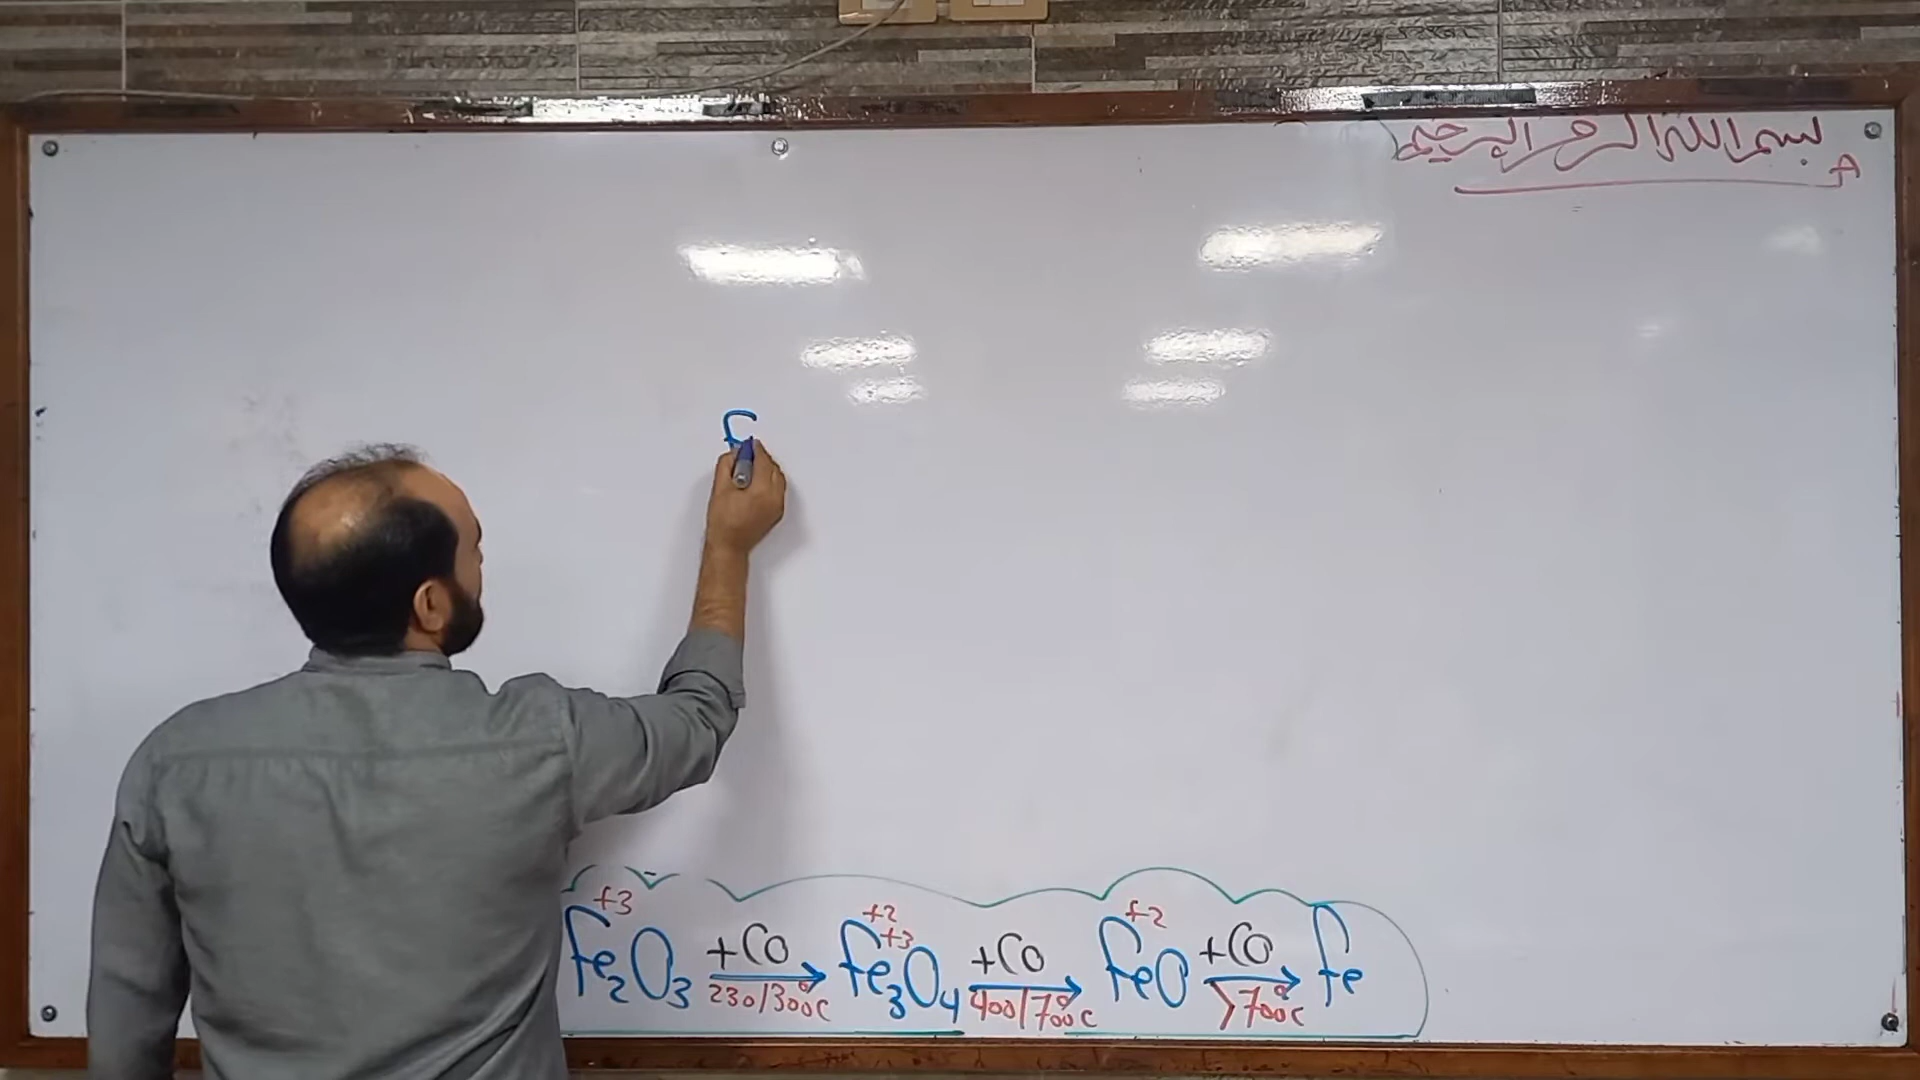 بسم الله الرحمن الرحيم
F
+3 +2 +3 +2
Fe2O3 +CO 230/300°C → Fe3O4 +CO 400/700°C → FeO +CO >700°C → Fe